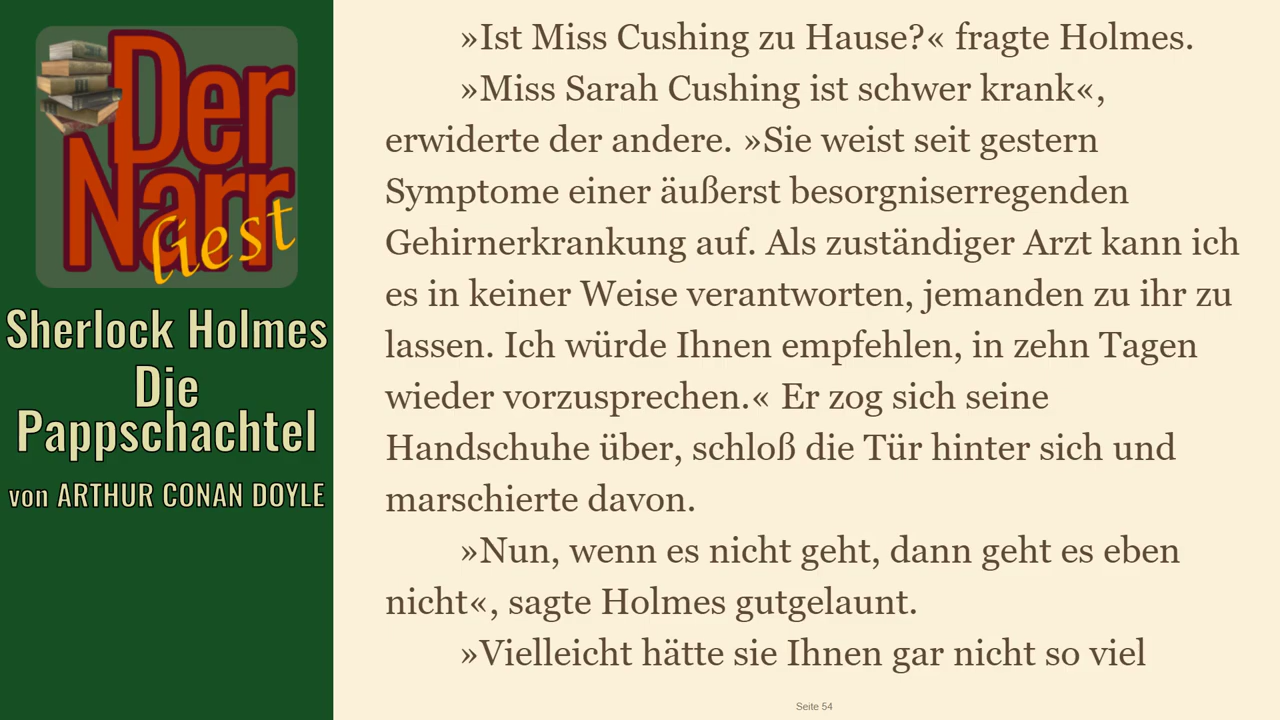 Der
Narr
liest
Sherlock Holmes
Die
Pappschachtel
von ARTHUR CONAN DOYLE
»Ist Miss Cushing zu Hause?« fragte Holmes.
»Miss Sarah Cushing ist schwer krank«,
erwiderte der andere. »Sie weist seit gestern
Symptome einer äußerst besorgniserregenden
Gehirnerkrankung auf. Als zuständiger Arzt kann ich
es in keiner Weise verantworten, jemanden zu ihr zu
lassen. Ich würde Ihnen empfehlen, in zehn Tagen
wieder vorzusprechen.« Er zog sich seine
Handschuhe über, schloß die Tür hinter sich und
marschierte davon.
»Nun, wenn es nicht geht, dann geht es eben
nicht«, sagte Holmes gutgelaunt.
»Vielleicht hätte sie Ihnen gar nicht so viel
Seite 54